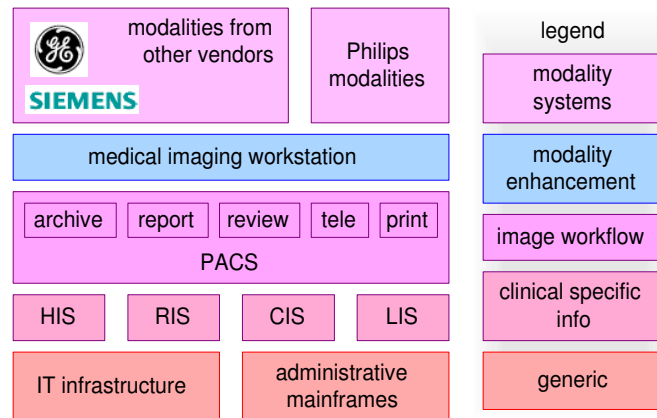 modalities from
other vendors
GE
SIEMENS
Philips
modalities
medical imaging workstation
archive report review tele print
PACS
HIS RIS CIS LIS
IT infrastructure
administrative
mainframes
legend
modality
systems
modality
enhancement
image workflow
clinical specific
info
generic